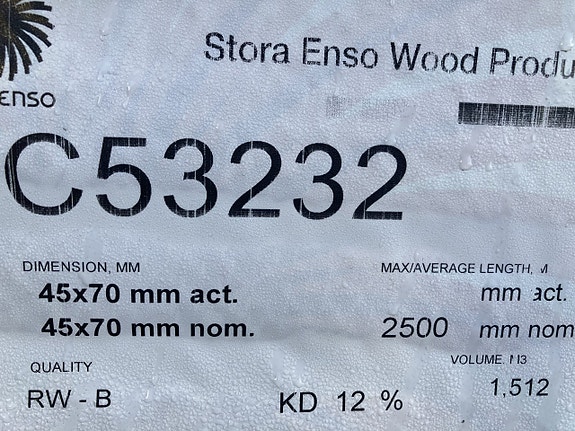 Stora Enso Wood Produ
ENSO
C53232
DIMENSION, MM
45x70 mm act.
45x70 mm nom.
MAX/AVERAGE LENGTH, M
mm act.
2500 mm nom
QUALITY
RW - B
KD 12 %
VOLUME, M3
1,512